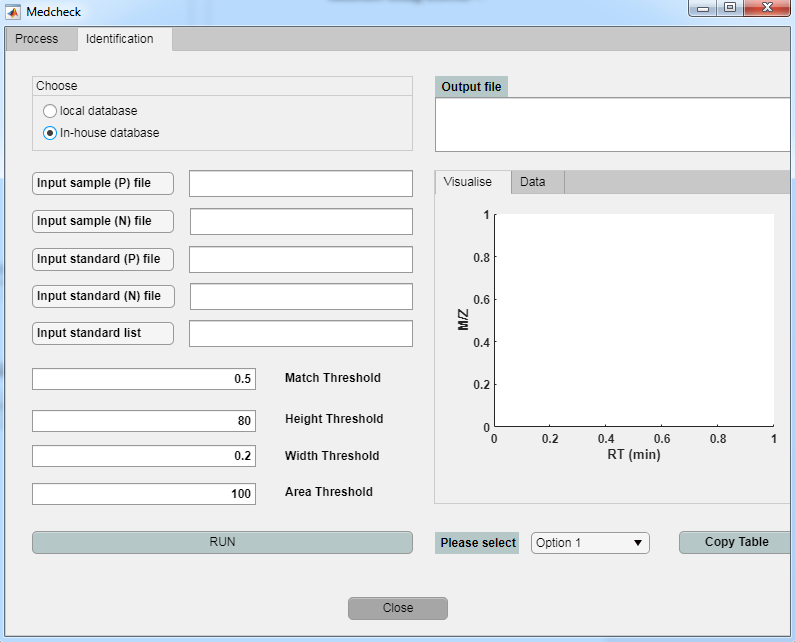 Medcheck
Process Identification
Choose
local database
In-house database
Output file
Input sample (P) file
Input sample (N) file
Input standard (P) file
Input standard (N) file
Input standard list
0.5 Match Threshold
80 Height Threshold
0.2 Width Threshold
100 Area Threshold
RUN
Visualise Data
1
0.8
0.6
0.4
0.2
0
M/Z
0 0.2 0.4 0.6 0.8 1
RT (min)
Please select Option 1 Copy Table
Close